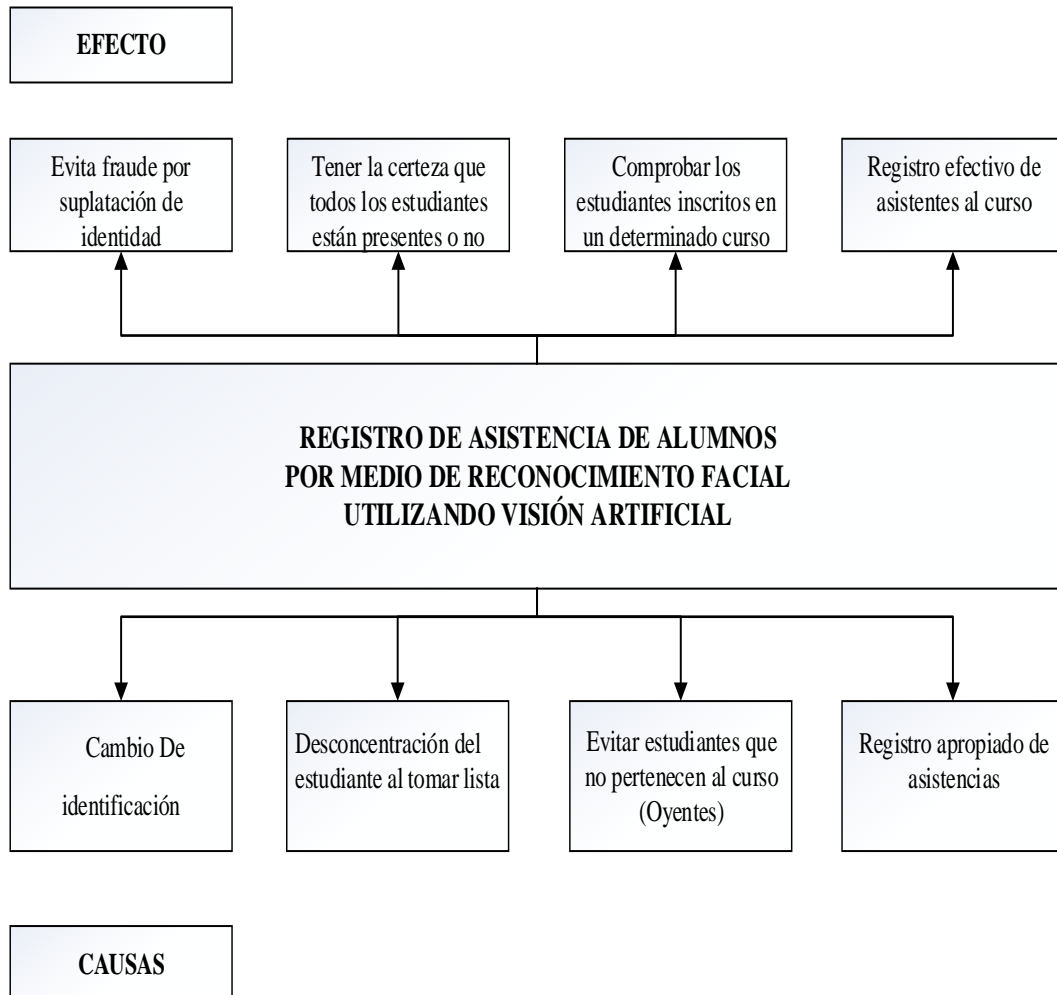 EFECTO
Evita fraude por
suplatación de
identidad
Tener la certeza que
todos los estudiantes
están presentes o no
Comprobar los
estudiantes inscritos en
un determinado curso
Registro efectivo de
asistentes al curso
REGISTRO DE ASISTENCIA DE ALUMNOS
POR MEDIO DE RECONOCIMIENTO FACIAL
UTILIZANDO VISIÓN ARTIFICIAL
Cambio De
identificación
Desconcentración del
estudiante al tomar lista
Evitar estudiantes que
no pertenecen al curso
(Oyentes)
Registro apropiado de
asistencias
CAUSAS